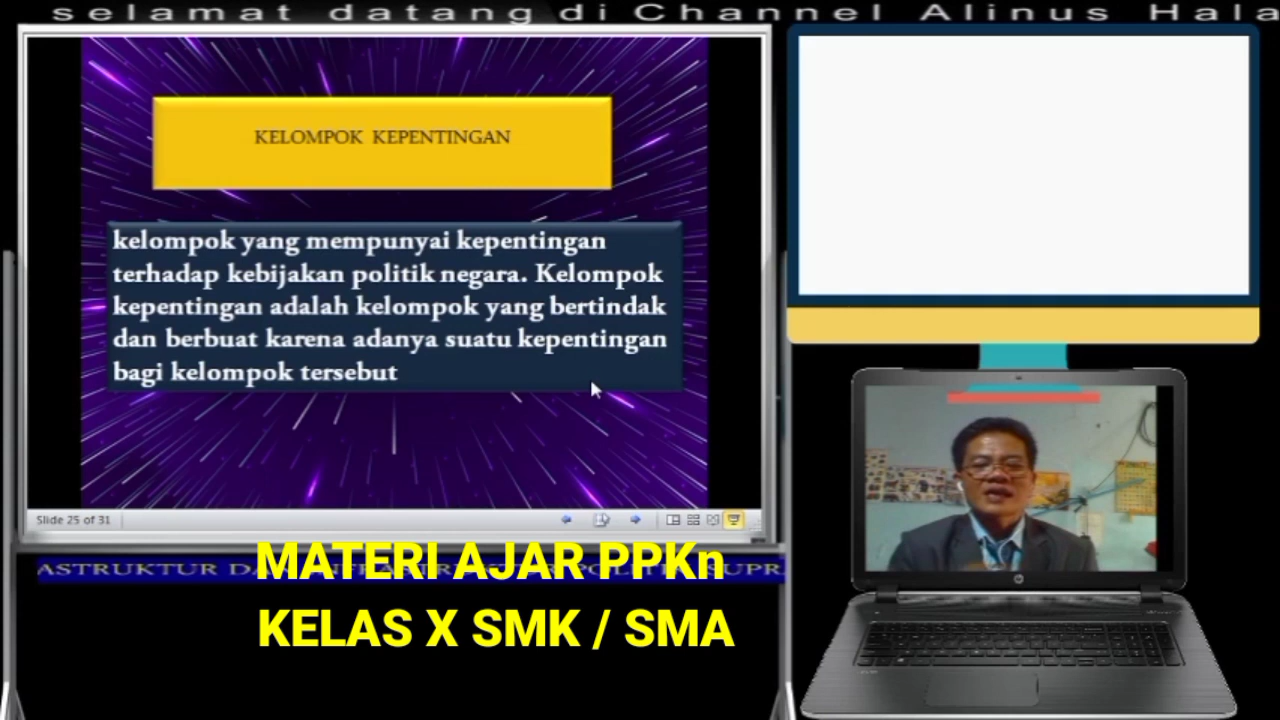 selamat datang di Channel Alinus Hala
KELOMPOK KEPENTINGAN
kelompok yang mempunyai kepentingan
terhadap kebijakan politik negara. Kelompok
kepentingan adalah kelompok yang bertindak
dan berbuat karena adanya suatu kepentingan
bagi kelompok tersebut
Slide 25 of 31
MATERI AJAR PPKn
KELAS X SMK / SMA